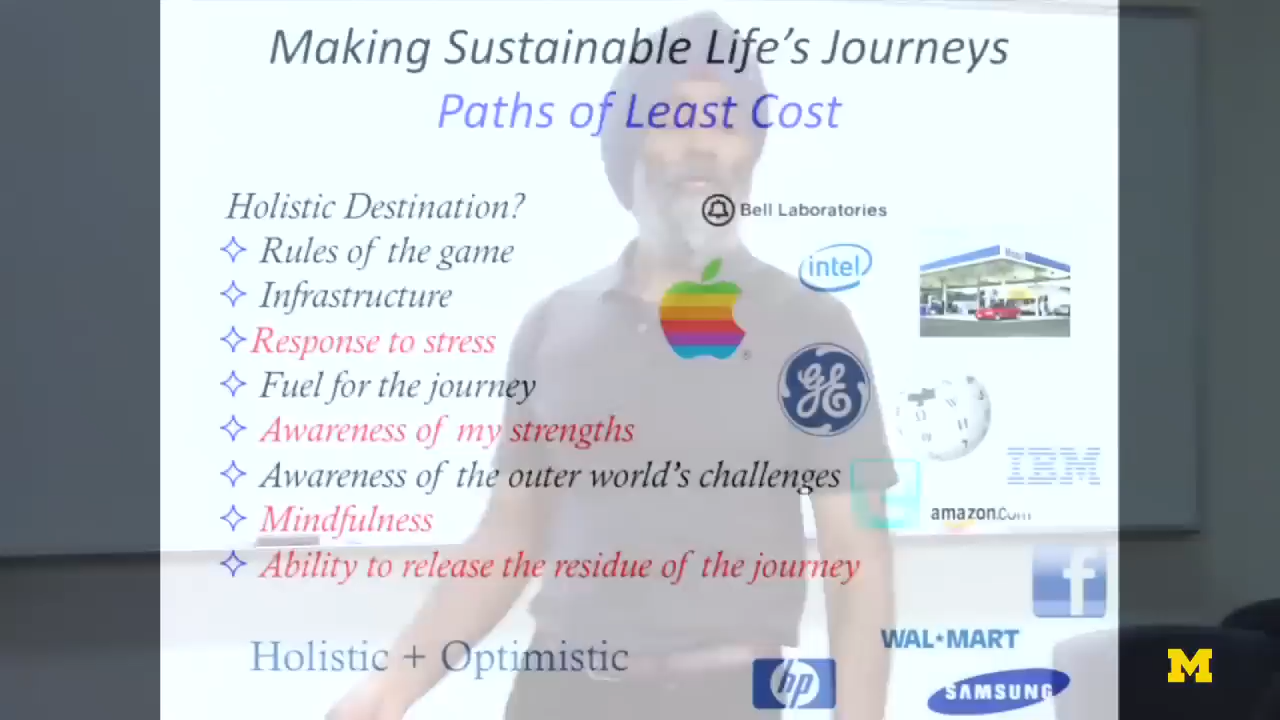 Making Sustainable Life's Journeys
Paths of Least Cost
Holistic Destination?
Rules of the game
Infrastructure
Response to stress
Fuel for the journey
Awareness of my strengths
Awareness of the outer world's challenges
Mindfulness
Ability to release the residue of the journey
Holistic + Optimistic
Bell Laboratories
intel
Mobil
GE
IBM
amazon.com
f
WAL*MART
hp
SAMSUNG
M